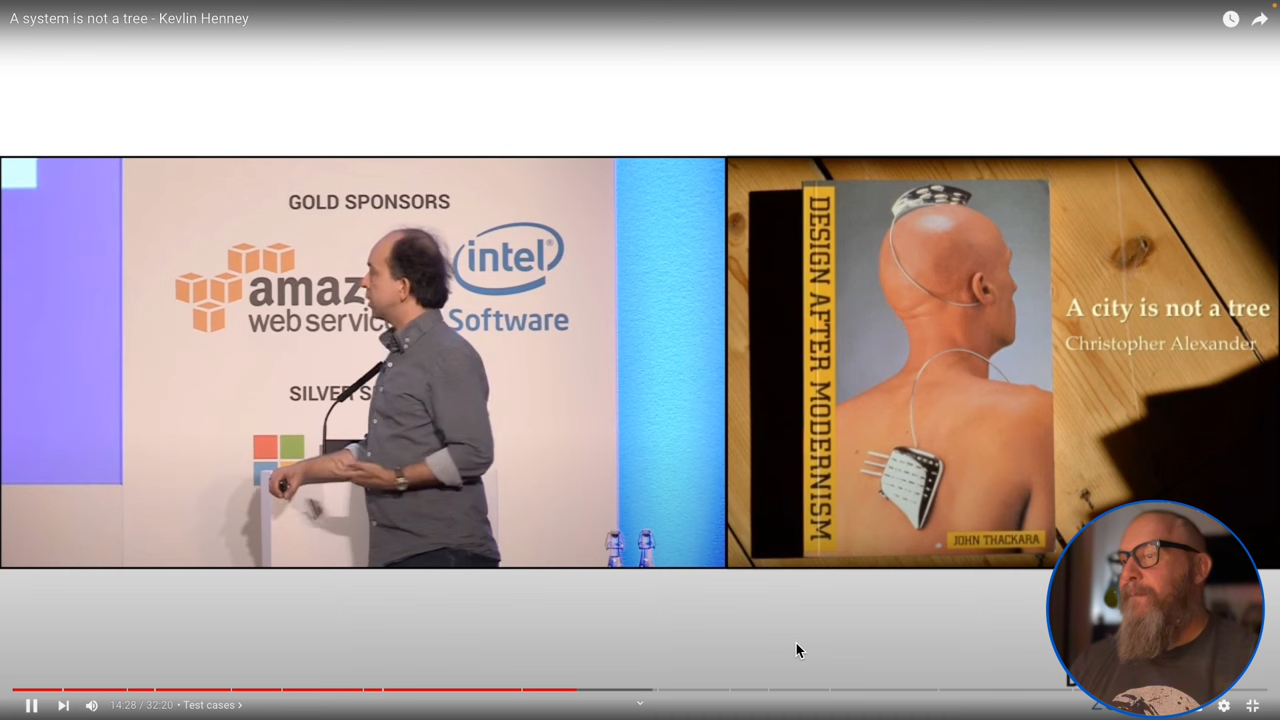 A system is not a tree - Kevlin Henney
GOLD SPONSORS
amaz
web servic
intel
Software
SILVER S
DESIGN AFTER MODERNISM
JOHN THACKARA
A city is not a tree
Christopher Alexander
14:28 / 32:20 • Test cases >